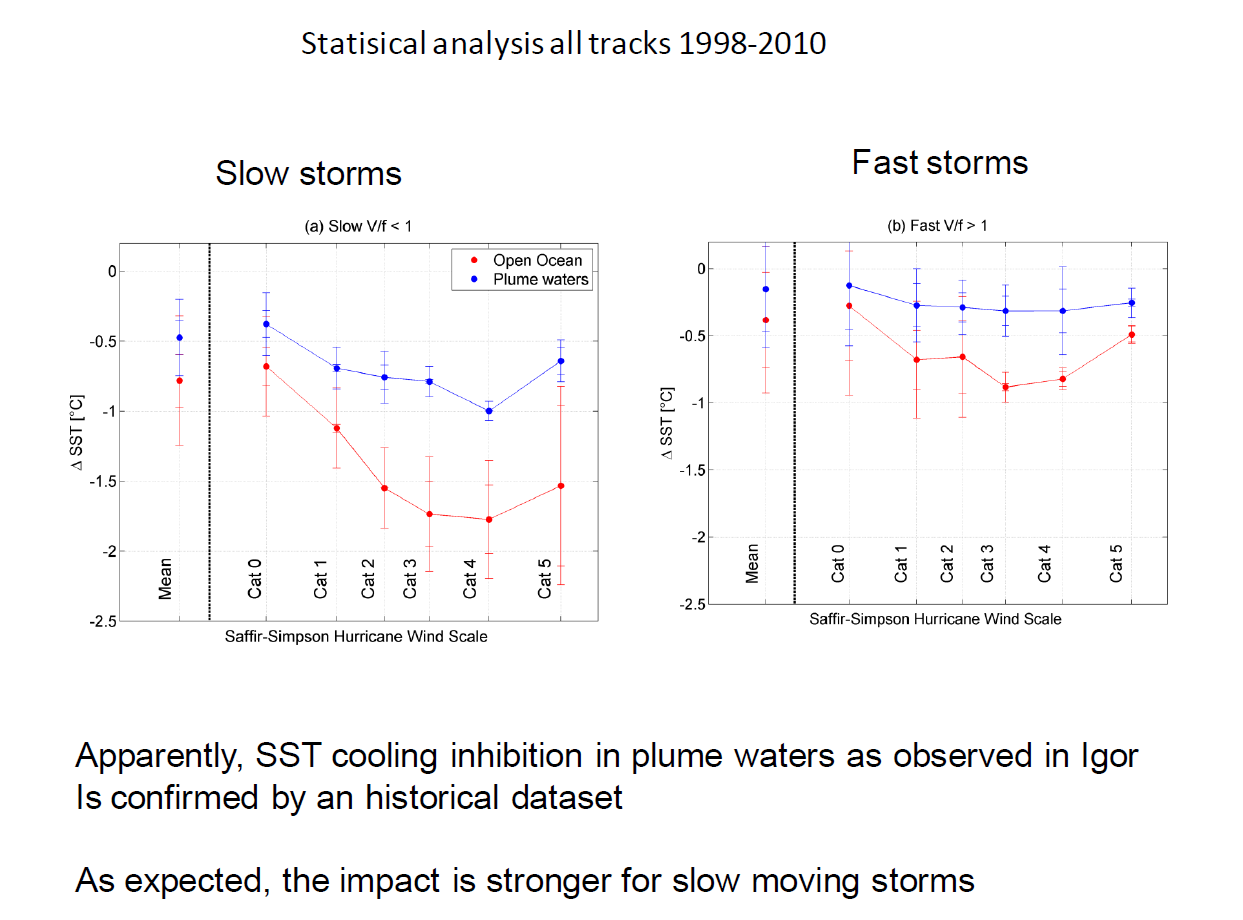 Statisical analysis all tracks 1998-2010
Slow storms
Fast storms
(a) Slow V/f < 1
Open Ocean
Plume waters
0
-0.5
-1
-1.5
-2
-2.5
Δ SST [°C]
Mean
Cat 0
Cat 1
Cat 2
Cat 3
Cat 4
Cat 5
Saffir-Simpson Hurricane Wind Scale
(b) Fast V/f > 1
0
-0.5
-1
-1.5
-2
-2.5
Δ SST [°C]
Mean
Cat 0
Cat 1
Cat 2
Cat 3
Cat 4
Cat 5
Saffir-Simpson Hurricane Wind Scale
Apparently, SST cooling inhibition in plume waters as observed in Igor
Is confirmed by an historical dataset
As expected, the impact is stronger for slow moving storms